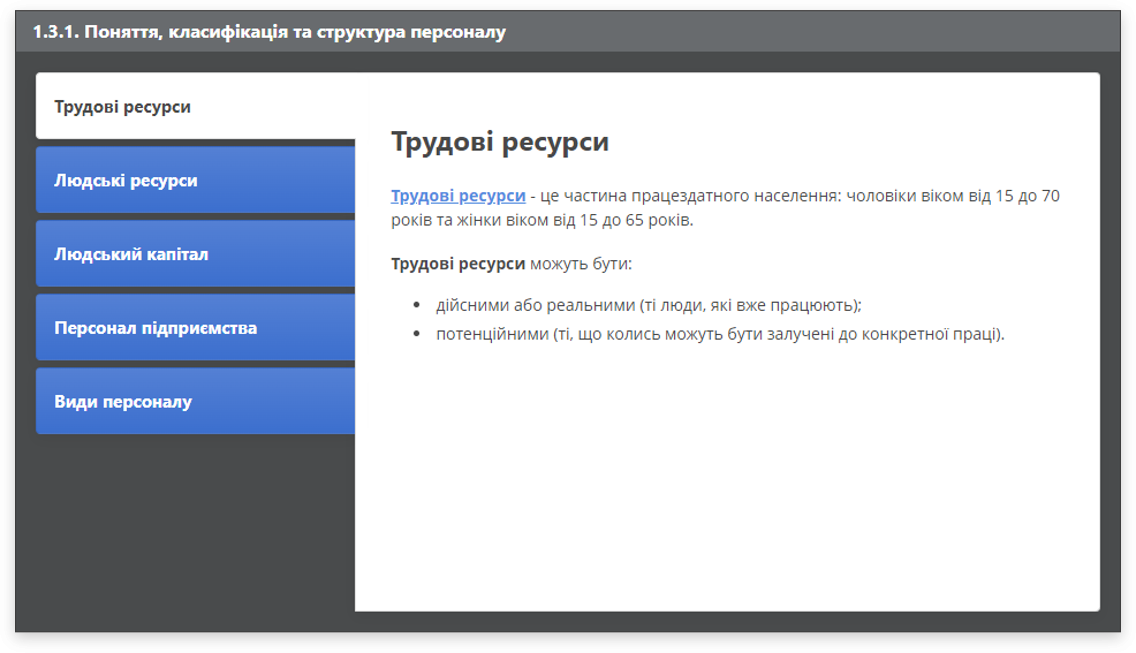 1.3.1. Поняття, класифікація та структура персоналу
Трудові ресурси
Людські ресурси
Людський капітал
Персонал підприємства
Види персоналу
Трудові ресурси
Трудові ресурси - це частина працездатного населення: чоловіки віком від 15 до 70
років та жінки віком від 15 до 65 років.
Трудові ресурси можуть бути:
• дійсними або реальними (ті люди, які вже працюють);
• потенційними (ті, що колись можуть бути залучені до конкретної праці).